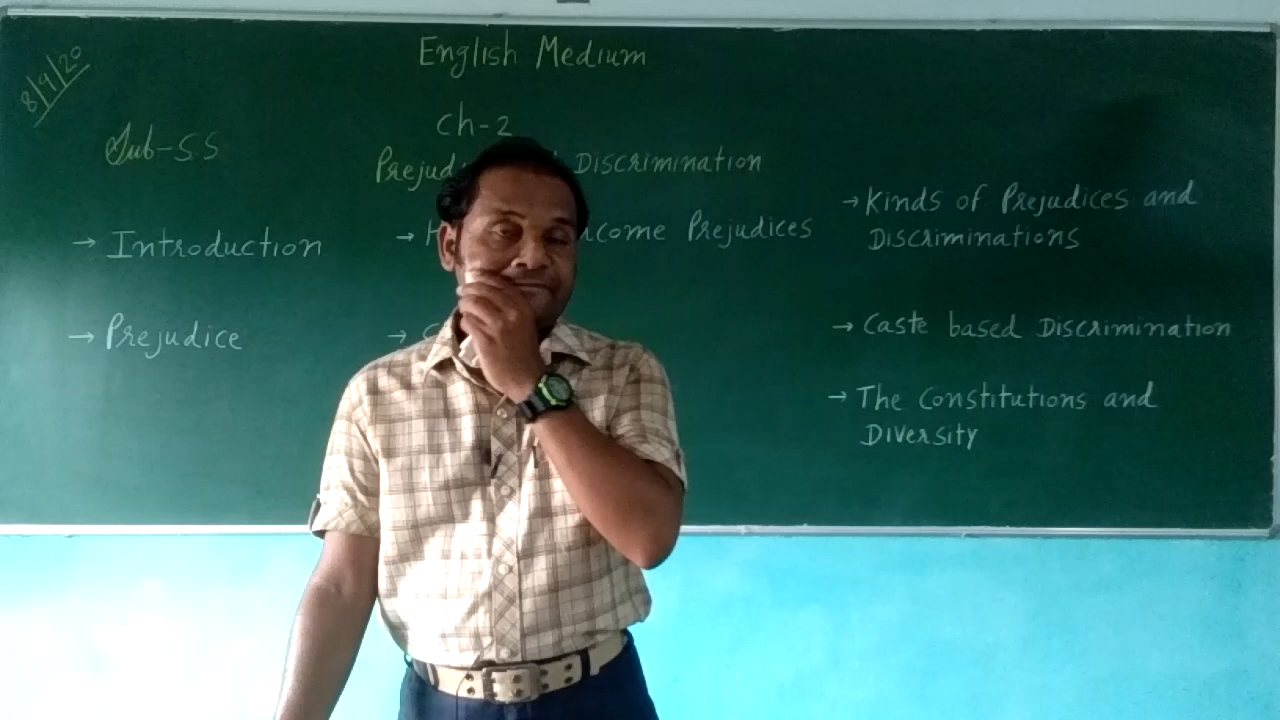 8/9/20
English Medium
Ch-2
Sub-S.S
Discrimination
→ Introduction
→ Prejudices
→ Kinds of Prejudices and
Discriminations
→ Prejudice
→
→ Caste based Discrimination
→ The Constitutions and
Diversity